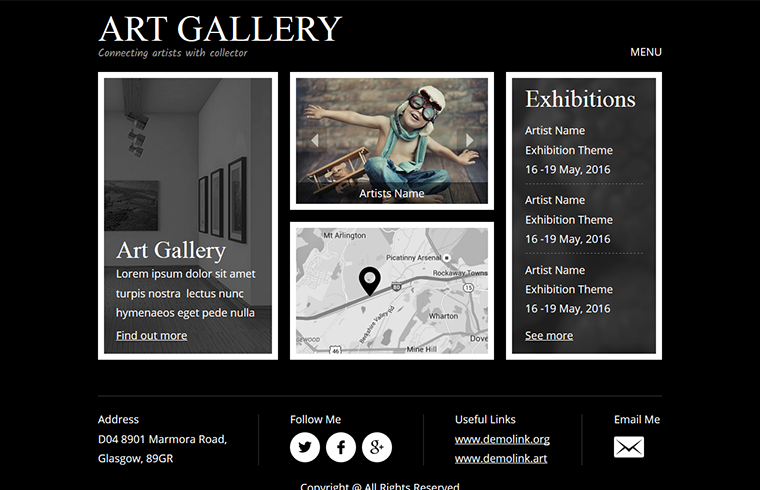 ART GALLERY
Connecting artists with collector
MENU
Art Gallery
Lorem ipsum dolor sit amet
turpis nostra lectus nunc
hymenaeos eget pede nulla
Find out more
Artists Name
Mt Arlington
Picatinny Arsenal
Rockaway Towns
80
15
Berkshire Valley Rd
Wharton
EDGEWOOD
46
Mine Hill
Dove
Exhibitions
Artist Name
Exhibition Theme
16 -19 May, 2016
Artist Name
Exhibition Theme
16 -19 May, 2016
Artist Name
Exhibition Theme
16 -19 May, 2016
See more
Address
D04 8901 Marmora Road,
Glasgow, 89GR
Follow Me
g+
Useful Links
www.demolink.org
www.demolink.art
Email Me
Copyright @ All Rights Reserved